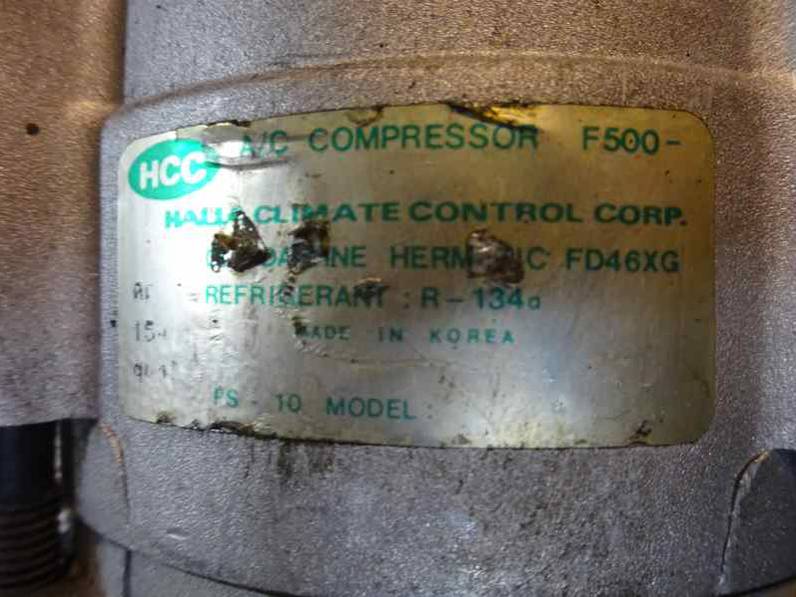 HCC A/C COMPRESSOR F500-
HALLA CLIMATE CONTROL CORP.
FD46XG
REFRIGERANT : R-134a
MADE IN KOREA
FS-10 MODEL :